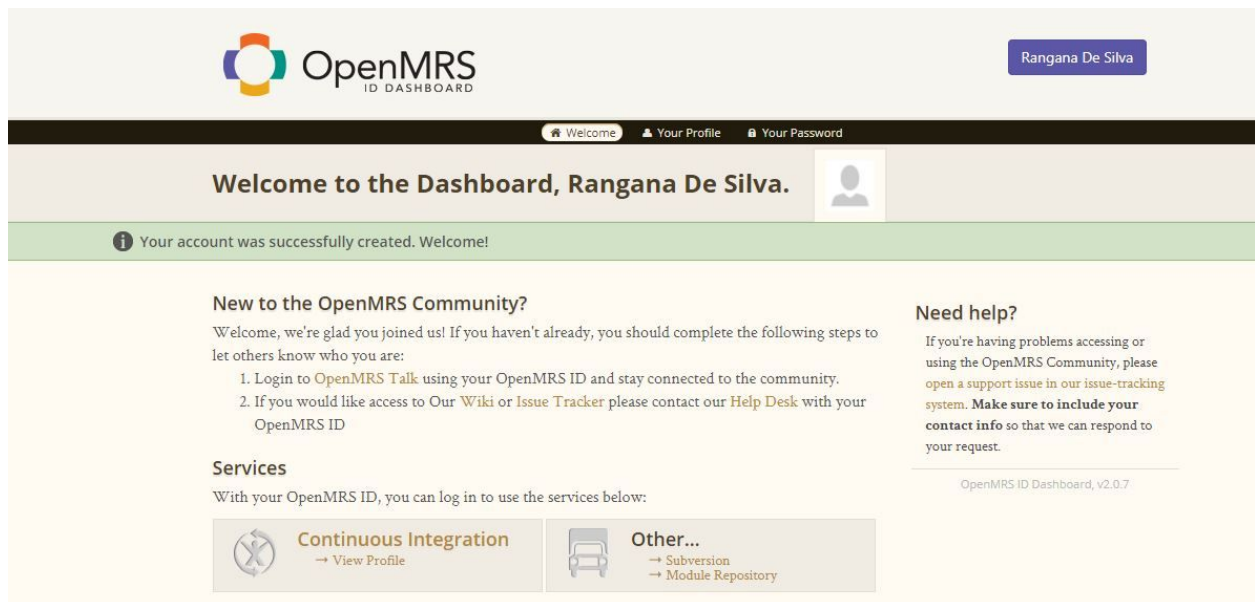 OpenMRS
ID DASHBOARD
Rangana De Silva
Welcome
Your Profile
Your Password
Welcome to the Dashboard, Rangana De Silva.
Your account was successfully created. Welcome!
New to the OpenMRS Community?
Welcome, we're glad you joined us! If you haven't already, you should complete the following steps to
let others know who you are:
1. Login to OpenMRS Talk using your OpenMRS ID and stay connected to the community.
2. If you would like access to Our Wiki or Issue Tracker please contact our Help Desk with your
OpenMRS ID
Services
With your OpenMRS ID, you can log in to use the services below:
Continuous Integration
→ View Profile
Other...
→ Subversion
→ Module Repository
Need help?
If you're having problems accessing or
using the OpenMRS Community, please
open a support issue in our issue-tracking
system. Make sure to include your
contact info so that we can respond to
your request.
OpenMRS ID Dashboard, v2.0.7